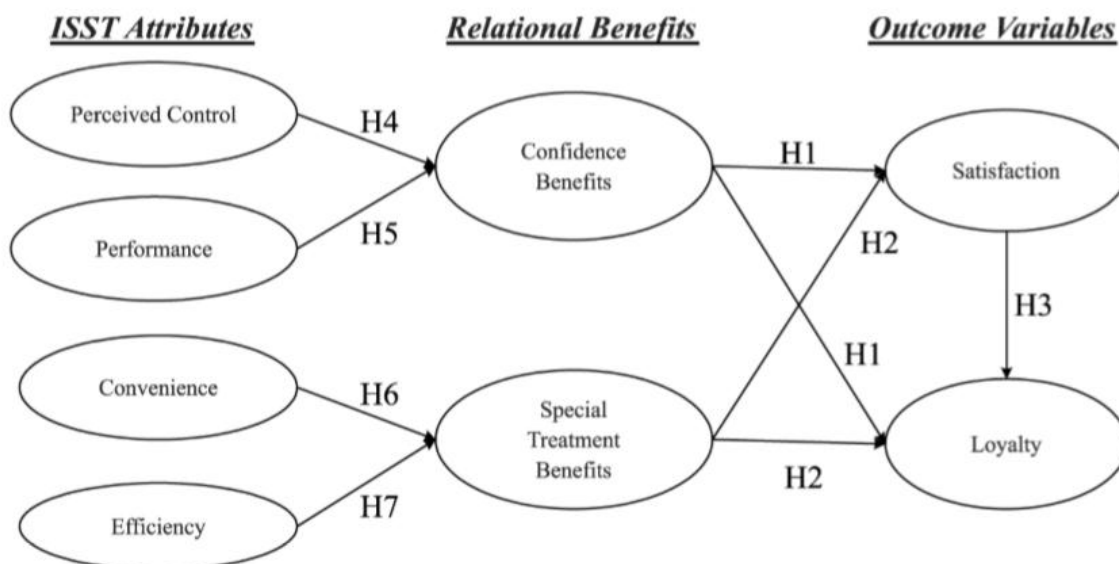 ISST Attributes
Relational Benefits
Outcome Variables
Perceived Control
H4
Confidence
Benefits
H1
Satisfaction
Performance
H5
H2
H3
Convenience
H6
H1
Special
Treatment
Benefits
Loyalty
H2
H7
Efficiency